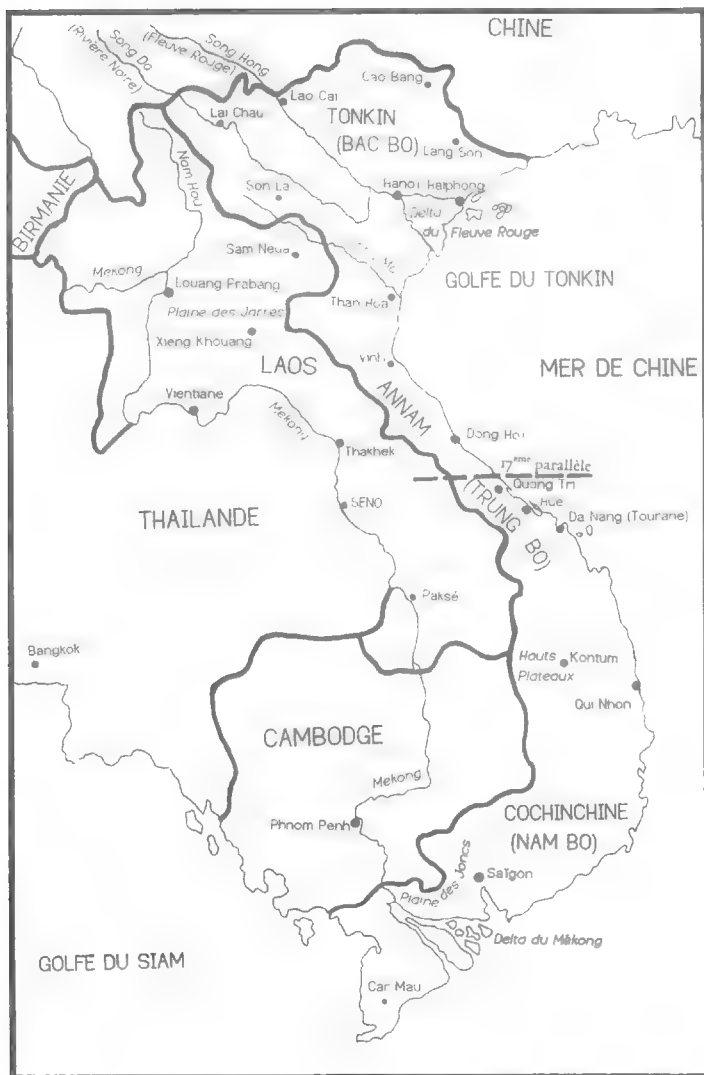 CHINE
Song Da
(Rivière Noire)
Song Hong
(Fleuve Rouge)
Cao Bang
Lao Cai
Lai Chau
TONKIN
(BAC BO)
Lang Son
Nam Hou
Hanoi Haiphong
BIRMANIE
Son La
Delta
du Fleuve Rouge
Sam Neua
Mekong
Louang Prabang
GOLFE DU TONKIN
Than Hoa
Plaine des Jarres
Xieng Khouang
Vinh
LAOS
MER DE CHINE
Vientiane
ANNAM
Mekong
Dong Hoi
Thakhek
17ème parallèle
Quang Tri
SENO
(TRUNG BO)
Hué
THAILANDE
Da Nang (Tourane)
Paksé
Bangkok
Hauts
Kontum
Plateaux
Qui Nhon
CAMBODGE
Mekong
COCHINCHINE
(NAM BO)
Phnom Penh
Plaine des Joncs
Saïgon
Delta du Mékong
GOLFE DU SIAM
Car Mau